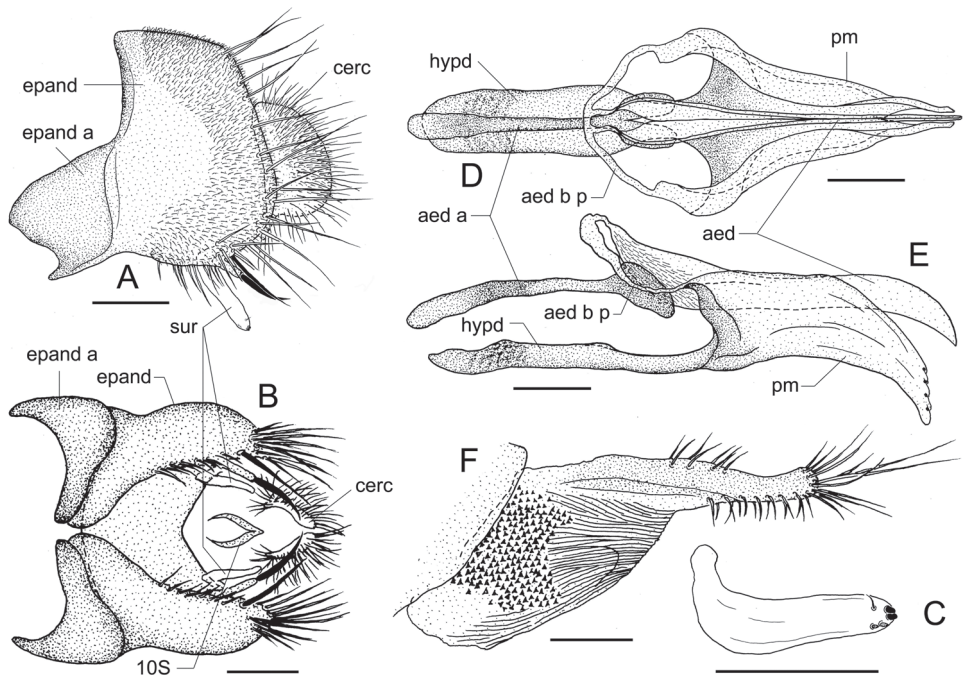 epand
cerc
epand a
A
sur
epand a
epand
B
cerc
10S
hypd
pm
D
aed b p
aed a
aed
E
aed b p
hypd
pm
F
C